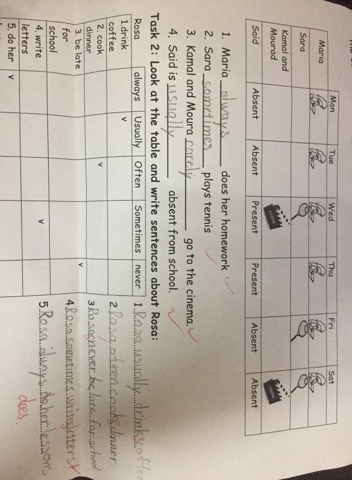 Mon Tue Wed Thu Fri Sat
Maria
Sara
Kamal and Mourad
Said Absent Absent Present Present Absent Absent
1. Maria always does her homework
2. Sara sometimes plays tennis
3. Kamal and Moura rarely go to the cinema.
4. Said is usually absent from school.
Task 2: Look at the table and write sentences about Rosa:
Rosa always Usually Often Sometimes never
1.drink coffee v
2. cook dinner v
3. be late for school v
4. write letters v
5. do her v
1 Rosa usually drinks coffe
2 Rosa often cooks dinner
3 Rosa never be late for school
4 Rosa sometimes writs letters
5 Rosa always do her lessons
does